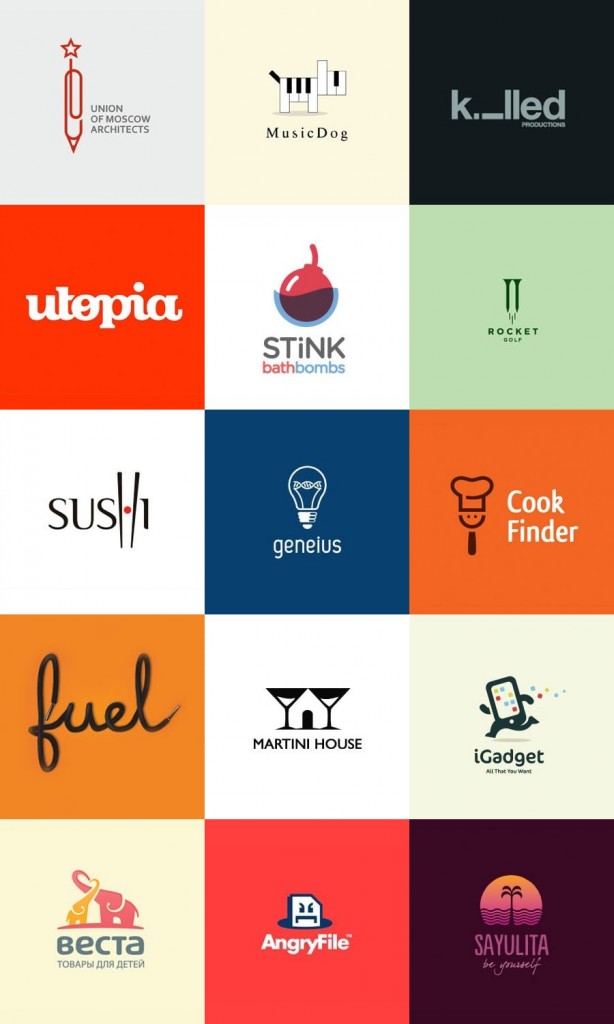 UNION
OF MOSCOW
ARCHITECTS
MusicDog
k._lled
PRODUCTIONS
utopia
STiNK
bathbombs
ROCKET
GOLF
SUSHI
geneius
Cook
Finder
fuel
MARTINI HOUSE
iGadget
All That You Want
Веста
ТОВАРЫ ДЛЯ ДЕТЕЙ
AngryFile™
SAYULITA
be yourself